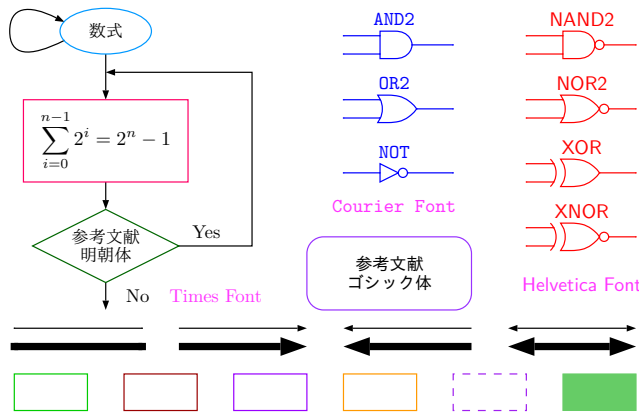 数式
n−1
∑ 2^i = 2^n − 1
i=0
参考文献
明朝体
Yes
No
Times Font
AND2
OR2
NOT
Courier Font
参考文献
ゴシック体
NAND2
NOR2
XOR
XNOR
Helvetica Font